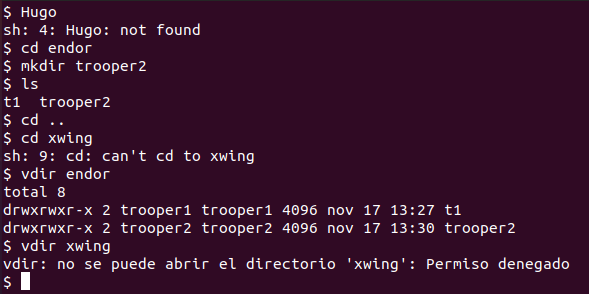 $ Hugo
sh: 4: Hugo: not found
$ cd endor
$ mkdir trooper2
$ ls
t1  trooper2
$ cd ..
$ cd xwing
sh: 9: cd: can't cd to xwing
$ vdir endor
total 8
drwxrwxr-x 2 trooper1 trooper1 4096 nov 17 13:27 t1
drwxrwxr-x 2 trooper2 trooper2 4096 nov 17 13:30 trooper2
$ vdir xwing
vdir: no se puede abrir el directorio 'xwing': Permiso denegado
$